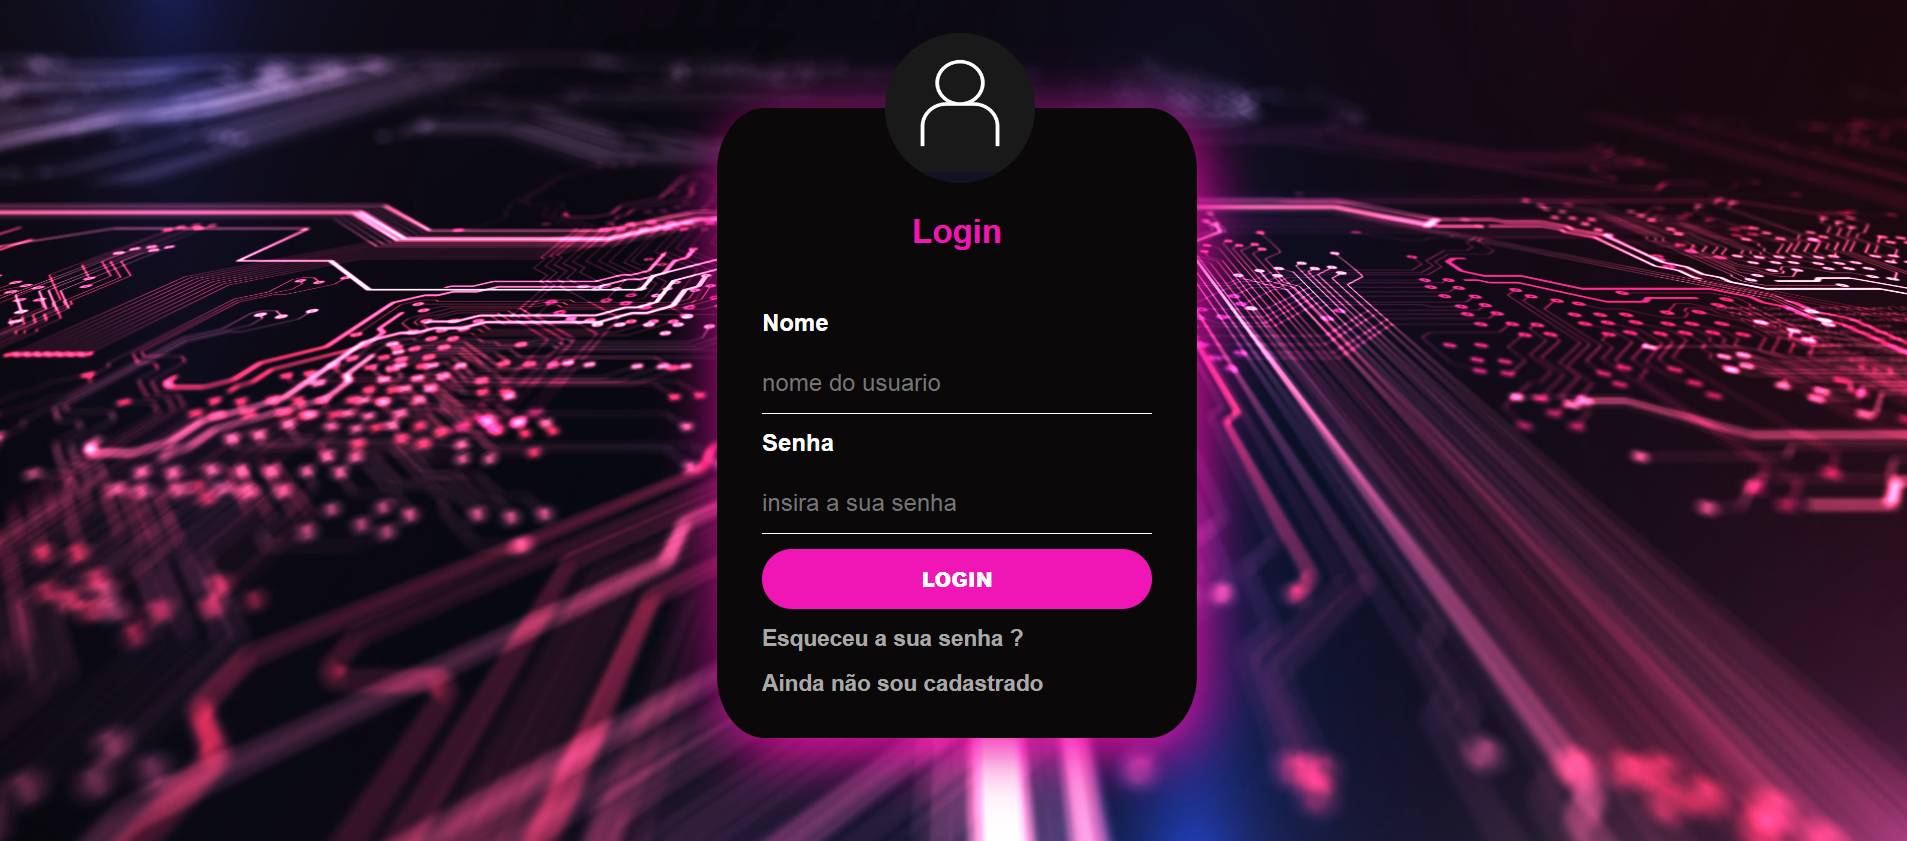 Login
Nome
nome do usuario
Senha
insira a sua senha
LOGIN
Esqueceu a sua senha ?
Ainda não sou cadastrado